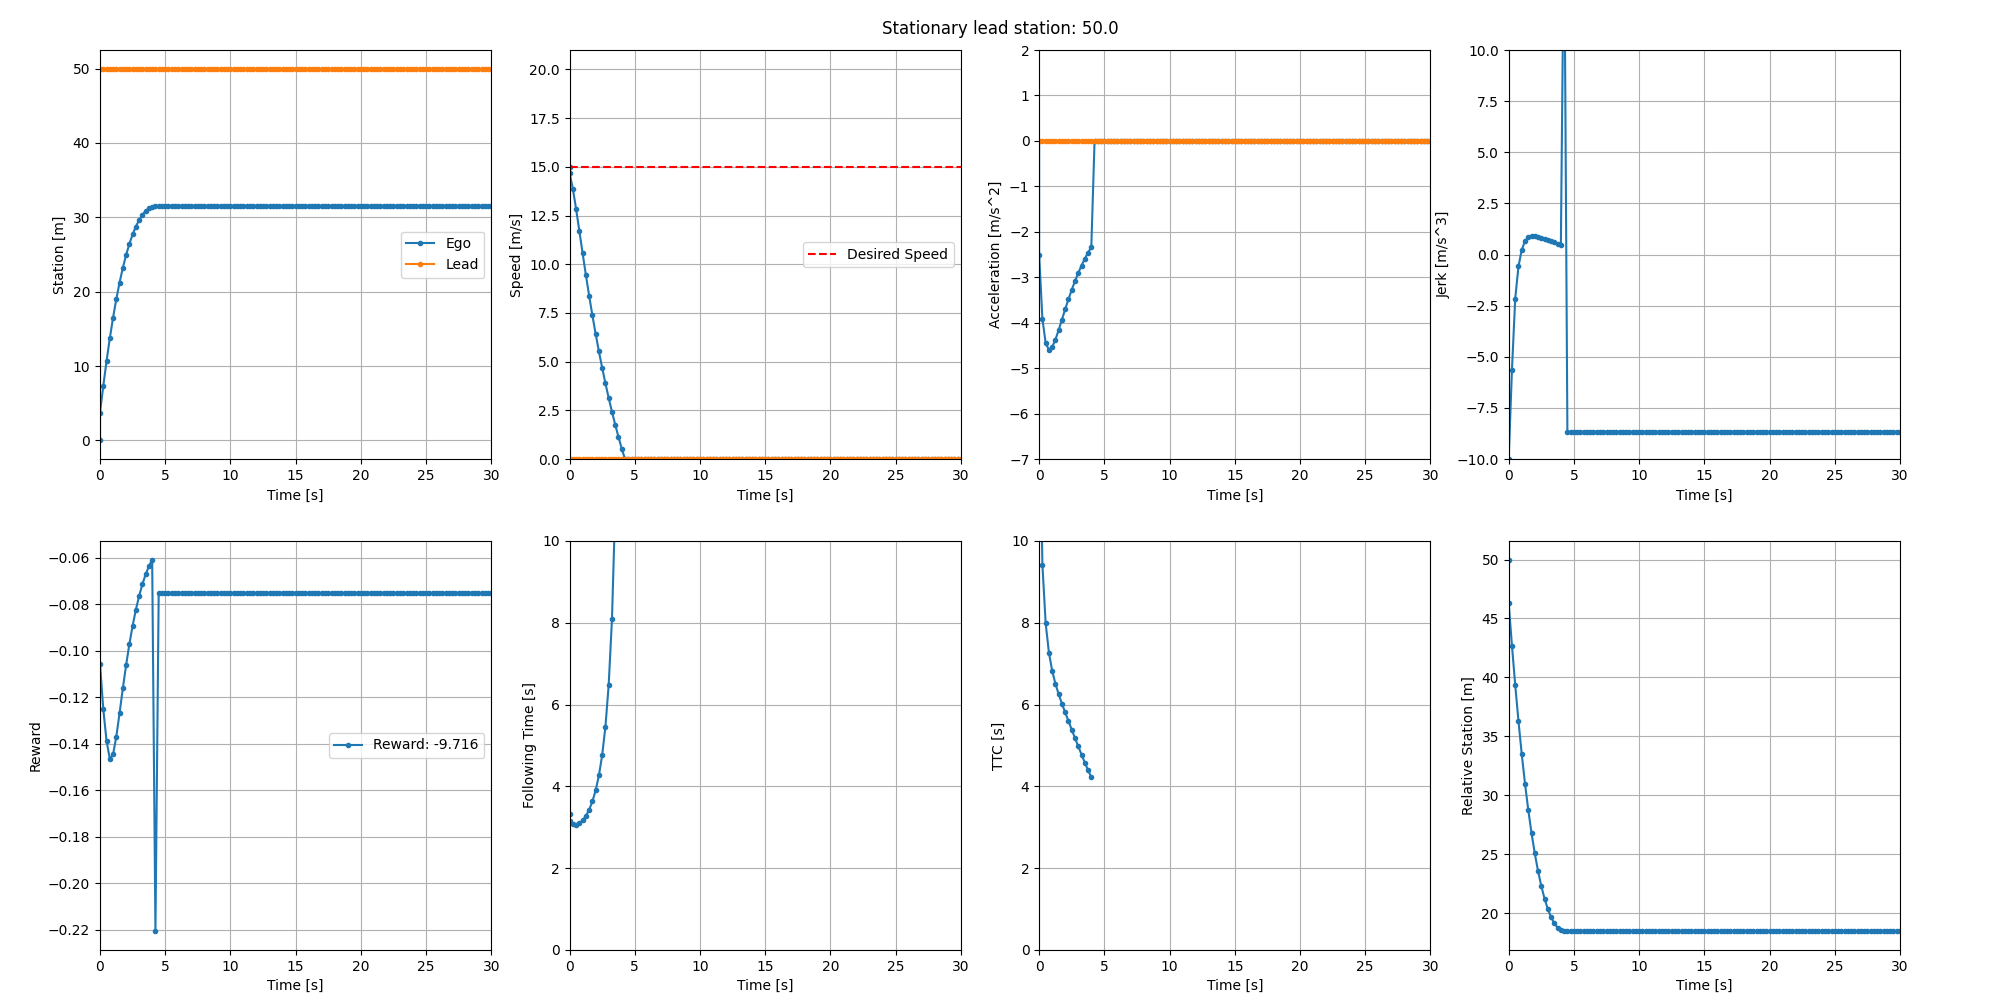 Stationary lead station: 50.0
50
40
30
20
10
0
Station [m]
Ego
Lead
0 5 10 15 20 25 30
Time [s]
20.0
17.5
15.0
12.5
10.0
7.5
5.0
2.5
0.0
Speed [m/s]
Desired Speed
0 5 10 15 20 25 30
Time [s]
2
1
0
−1
−2
−3
−4
−5
−6
−7
Acceleration [m/s^2]
0 5 10 15 20 25 30
Time [s]
10.0
7.5
5.0
2.5
0.0
−2.5
−5.0
−7.5
−10.0
Jerk [m/s^3]
0 5 10 15 20 25 30
Time [s]
−0.06
−0.08
−0.10
−0.12
−0.14
−0.16
−0.18
−0.20
−0.22
Reward
Reward: -9.716
0 5 10 15 20 25 30
Time [s]
10
8
6
4
2
0
Following Time [s]
0 5 10 15 20 25 30
Time [s]
10
8
6
4
2
0
TTC [s]
0 5 10 15 20 25 30
Time [s]
50
45
40
35
30
25
20
Relative Station [m]
0 5 10 15 20 25 30
Time [s]